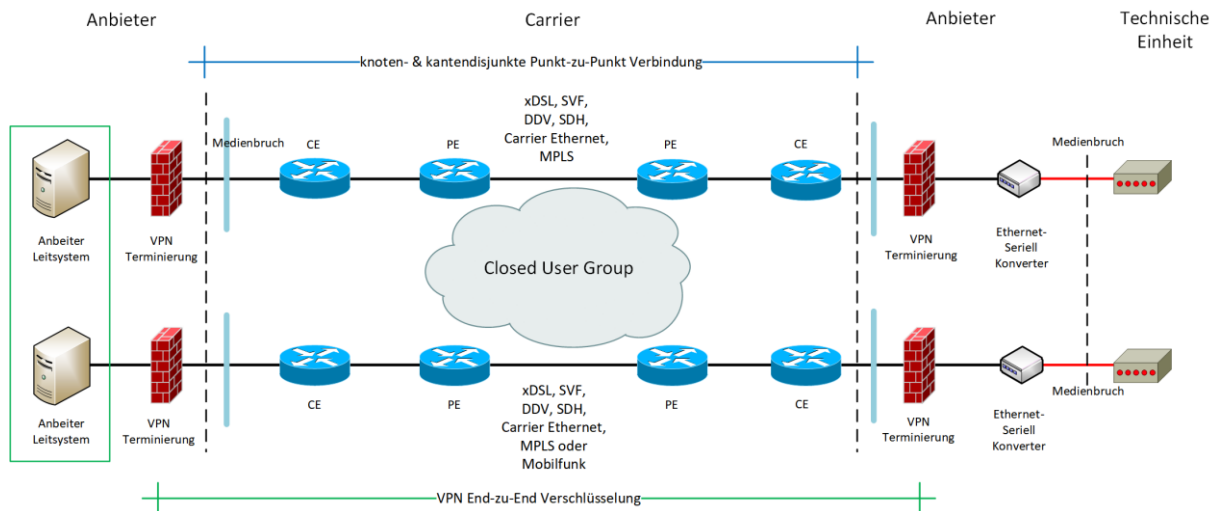 Anbieter
Carrier
Anbieter
Technische
Einheit
knoten- & kantendisjunkte Punkt-zu-Punkt Verbindung
xDSL, SVF,
DDV, SDH,
Carrier Ethernet,
MPLS
Medienbruch
CE
PE
PE
CE
Medienbruch
Anbeiter
Leitsystem
VPN
Terminierung
VPN
Terminierung
Ethernet-
Seriell
Konverter
Closed User Group
Anbeiter
Leitsystem
VPN
Terminierung
CE
PE
PE
CE
xDSL, SVF,
DDV, SDH,
Carrier Ethernet,
MPLS oder
Mobilfunk
VPN
Terminierung
Ethernet-
Seriell
Konverter
Medienbruch
VPN End-zu-End Verschlüsselung